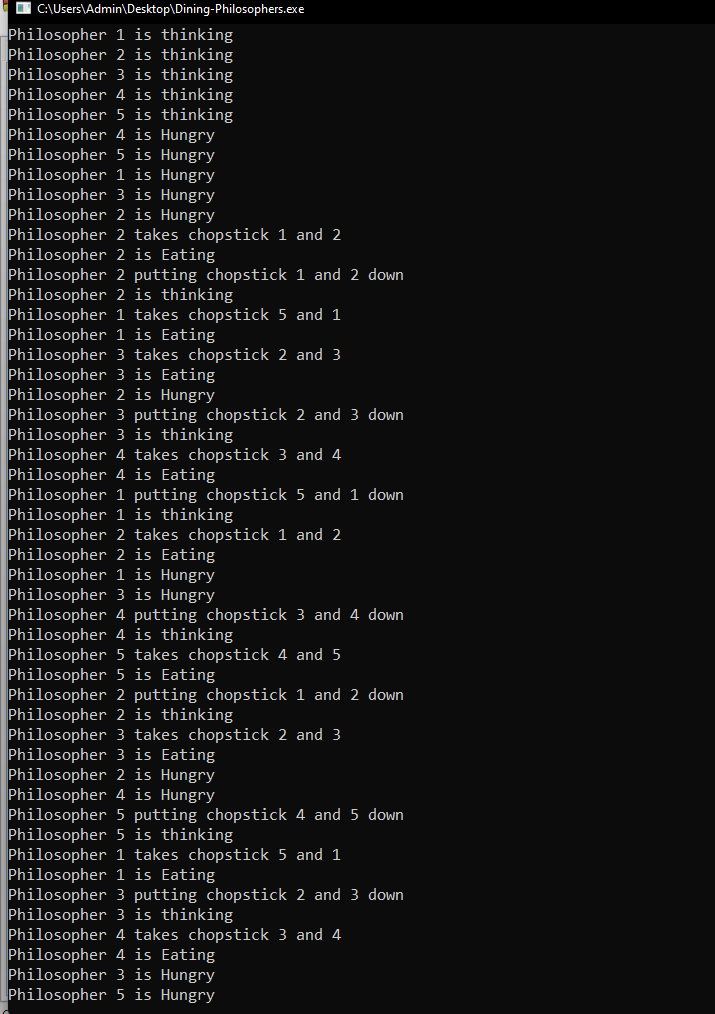 C:\Users\Admin\Desktop\Dining-Philosophers.exe
Philosopher 1 is thinking
Philosopher 2 is thinking
Philosopher 3 is thinking
Philosopher 4 is thinking
Philosopher 5 is thinking
Philosopher 4 is Hungry
Philosopher 5 is Hungry
Philosopher 1 is Hungry
Philosopher 3 is Hungry
Philosopher 2 is Hungry
Philosopher 2 takes chopstick 1 and 2
Philosopher 2 is Eating
Philosopher 2 putting chopstick 1 and 2 down
Philosopher 2 is thinking
Philosopher 1 takes chopstick 5 and 1
Philosopher 1 is Eating
Philosopher 3 takes chopstick 2 and 3
Philosopher 3 is Eating
Philosopher 2 is Hungry
Philosopher 3 putting chopstick 2 and 3 down
Philosopher 3 is thinking
Philosopher 4 takes chopstick 3 and 4
Philosopher 4 is Eating
Philosopher 1 putting chopstick 5 and 1 down
Philosopher 1 is thinking
Philosopher 2 takes chopstick 1 and 2
Philosopher 2 is Eating
Philosopher 1 is Hungry
Philosopher 3 is Hungry
Philosopher 4 putting chopstick 3 and 4 down
Philosopher 4 is thinking
Philosopher 5 takes chopstick 4 and 5
Philosopher 5 is Eating
Philosopher 2 putting chopstick 1 and 2 down
Philosopher 2 is thinking
Philosopher 3 takes chopstick 2 and 3
Philosopher 3 is Eating
Philosopher 2 is Hungry
Philosopher 4 is Hungry
Philosopher 5 putting chopstick 4 and 5 down
Philosopher 5 is thinking
Philosopher 1 takes chopstick 5 and 1
Philosopher 1 is Eating
Philosopher 3 putting chopstick 2 and 3 down
Philosopher 3 is thinking
Philosopher 4 takes chopstick 3 and 4
Philosopher 4 is Eating
Philosopher 3 is Hungry
Philosopher 5 is Hungry